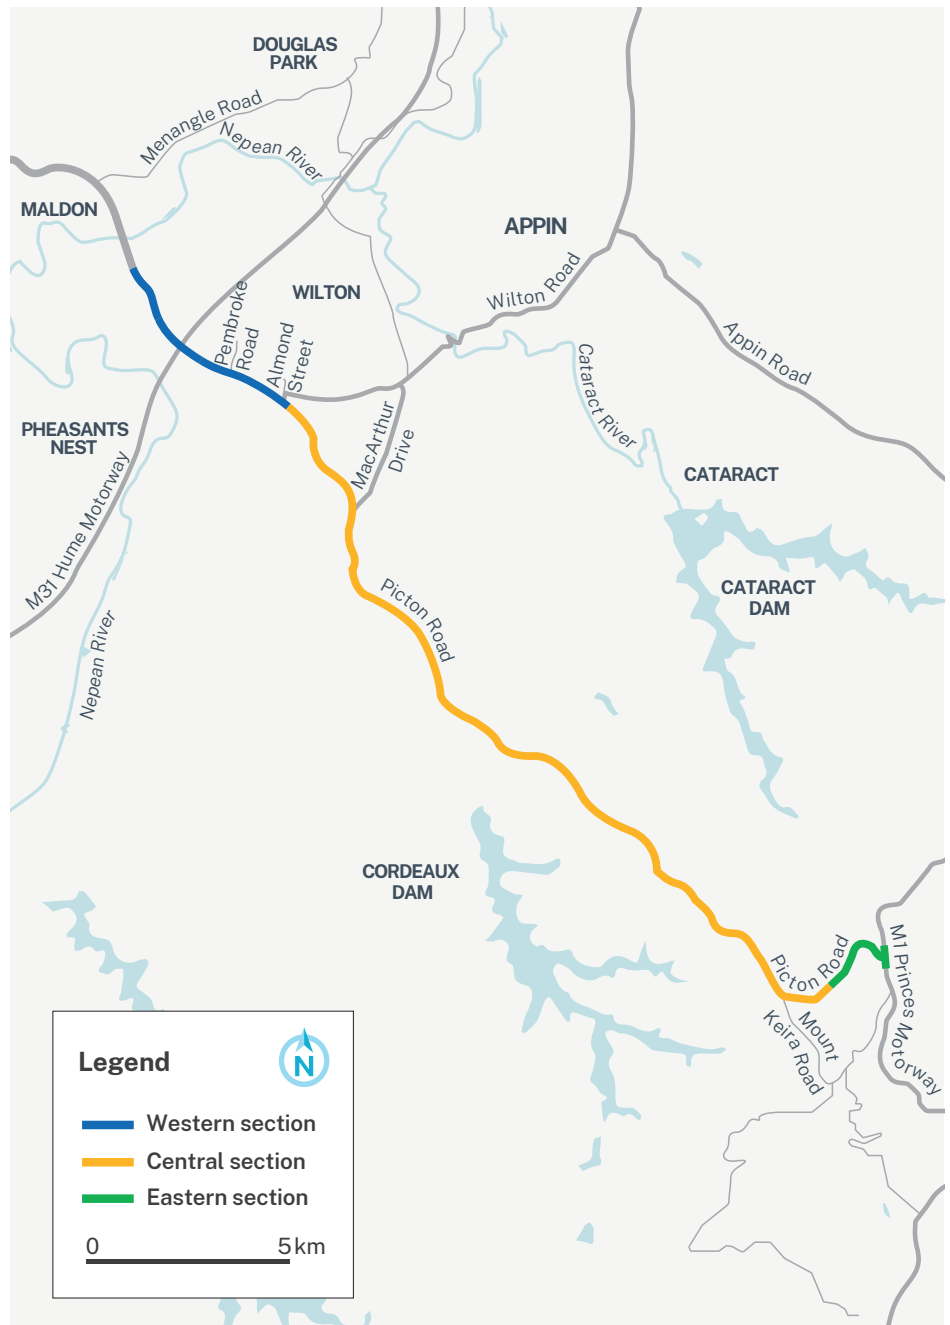 DOUGLAS
PARK
Menangle Road
Nepean River
MALDON
APPIN
Wilton Road
WILTON
Pembroke
Road
Almond
Street
Appin Road
Cataract River
PHEASANTS
NEST
MacArthur
Drive
M31 Hume Motorway
CATARACT
CATARACT
DAM
Picton Road
Nepean River
CORDEAUX
DAM
Picton Road
M1 Princes Motorway
Mount
Keira Road
Legend
N
Western section
Central section
Eastern section
0 5 km